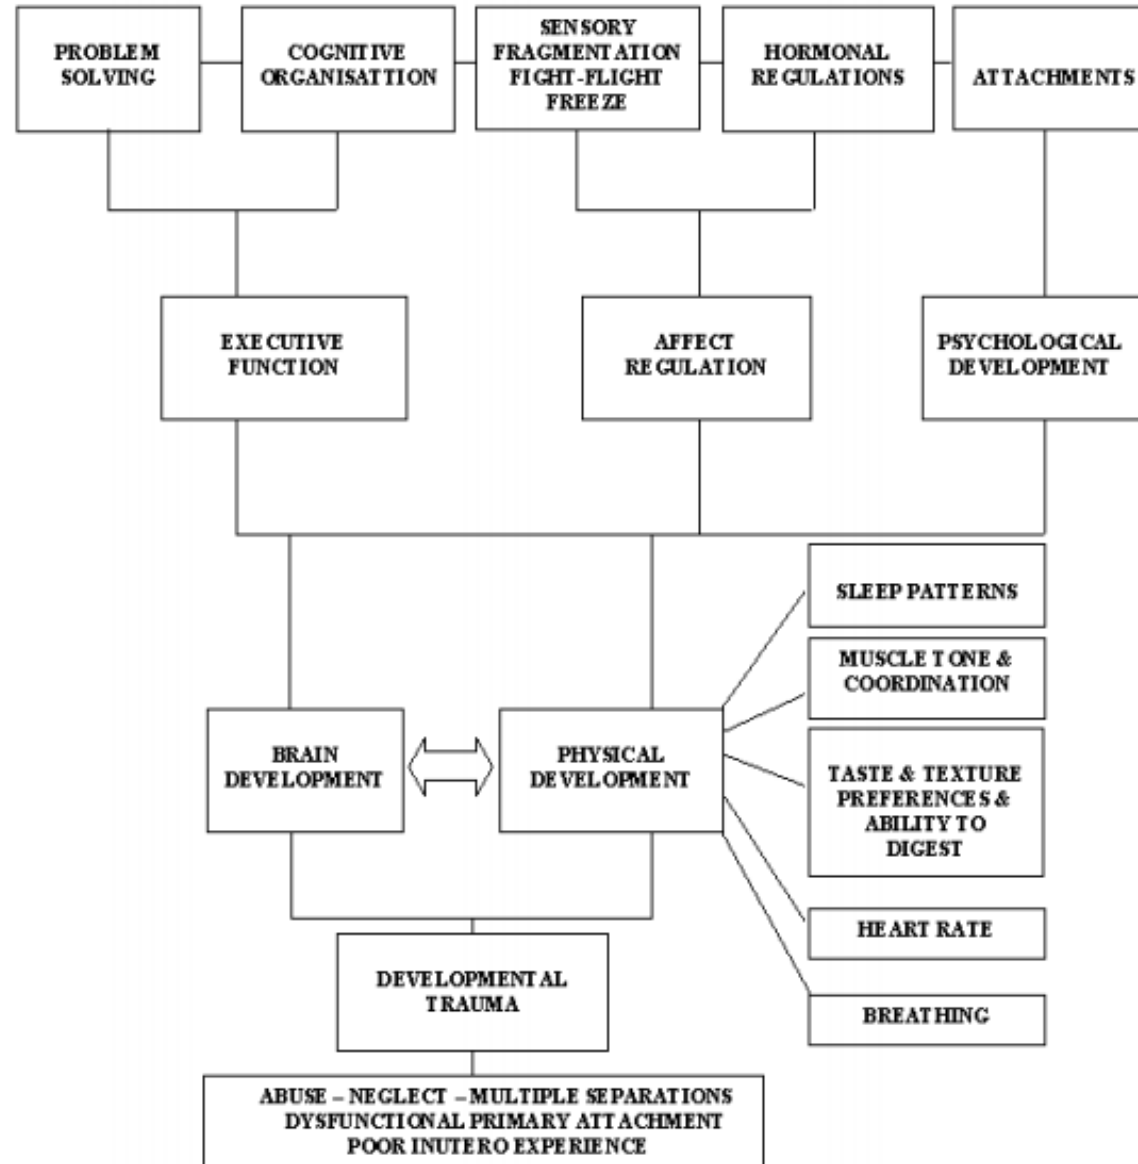 PROBLEM
SOLVING
COGNITIVE
ORGANISATTION
SENSORY
FRAGMENTATION
FIGHT-FLIGHT
FREEZE
HORMONAL
REGULATIONS
ATTACHMENTS
EXECUTIVE
FUNCTION
AFFECT
REGULATION
PSYCHOLOGICAL
DEVELOPMENT
SLEEP PATTERNS
MUSCLE TONE &
COORDINATION
BRAIN
DEVELOPMENT
PHYSICAL
DEVELOPMENT
TASTE & TEXTURE
PREFERENCES &
ABILITY TO
DIGEST
HEART RATE
BREATHING
DEVELOPMENTAL
TRAUMA
ABUSE – NEGLECT – MULTIPLE SEPARATIONS
DYSFUNCTIONAL PRIMARY ATTACHMENT
POOR INUTERO EXPERIENCE